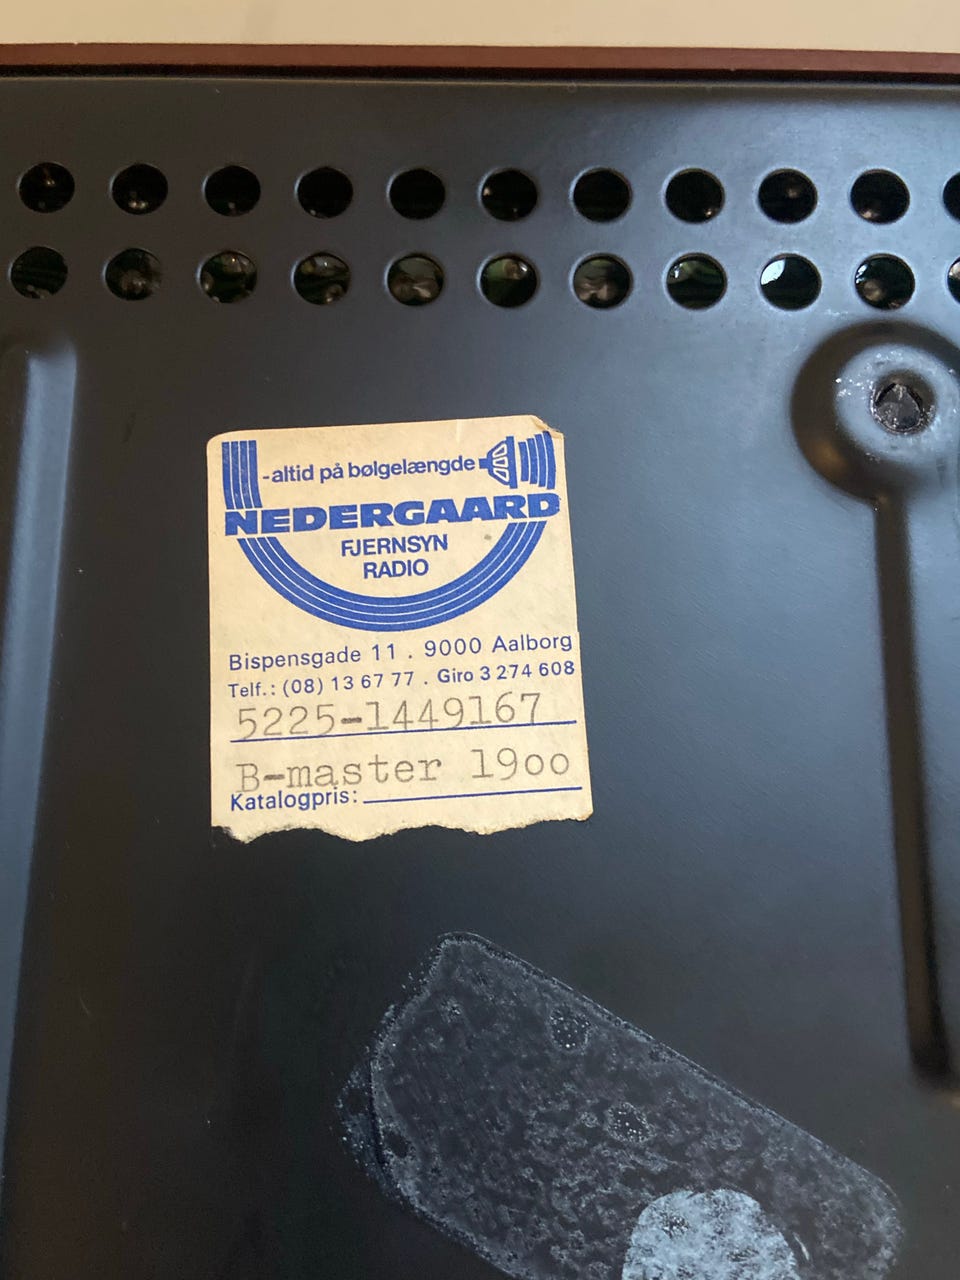 -altid på bølgelængde
NEDERGAARD
FJERNSYN
RADIO
Bispensgade 11 . 9000 Aalborg
Telf.: (08) 13 67 77 . Giro 3 274 608
5225-1449167
B-master 19oo
Katalogpris: